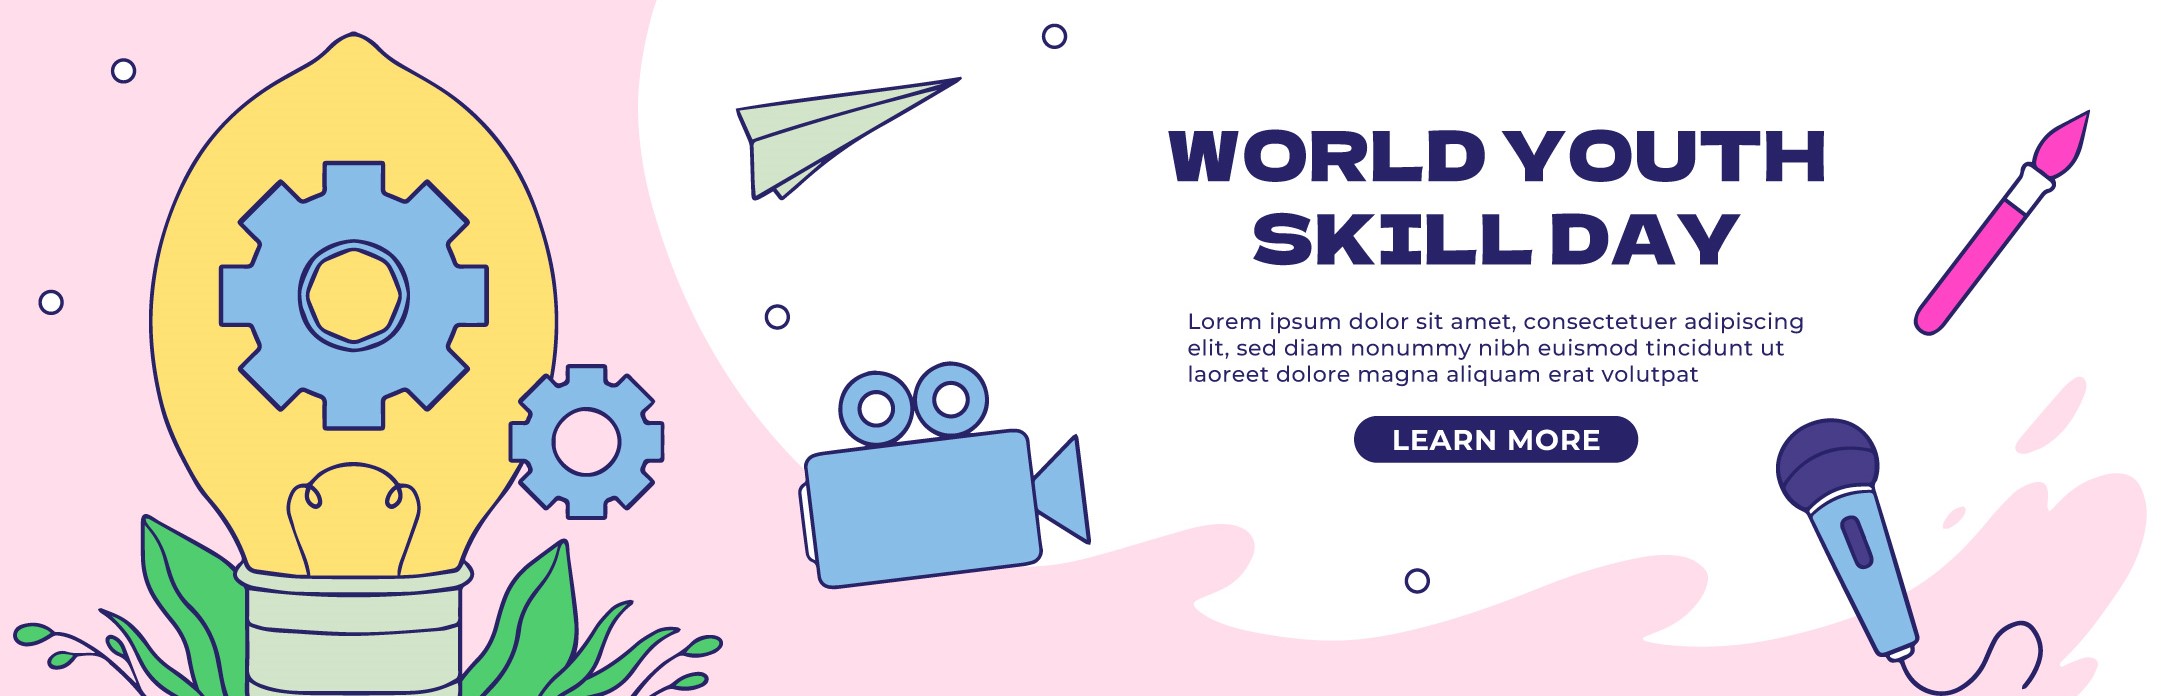 WORLD YOUTH
SKILL DAY
Lorem ipsum dolor sit amet, consectetuer adipiscing
elit, sed diam nonummy nibh euismod tincidunt ut
laoreet dolore magna aliquam erat volutpat
LEARN MORE